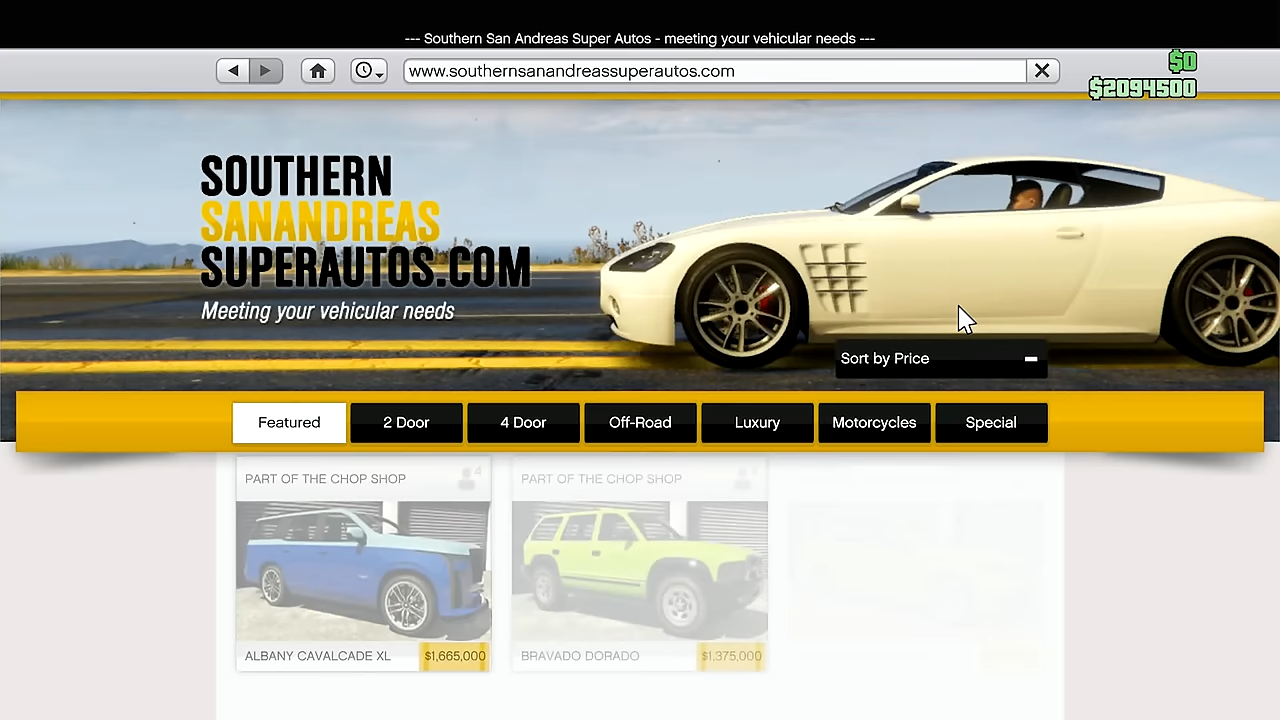 --- Southern San Andreas Super Autos - meeting your vehicular needs ---
www.southernsanandreassuperautos.com
$0
$2094500
SOUTHERN
SANANDREAS
SUPERAUTOS.COM
Meeting your vehicular needs
Sort by Price
Featured
2 Door
4 Door
Off-Road
Luxury
Motorcycles
Special
PART OF THE CHOP SHOP
4
PART OF THE CHOP SHOP
ALBANY CAVALCADE XL
$1,665,000
BRAVADO DORADO
$1,375,000